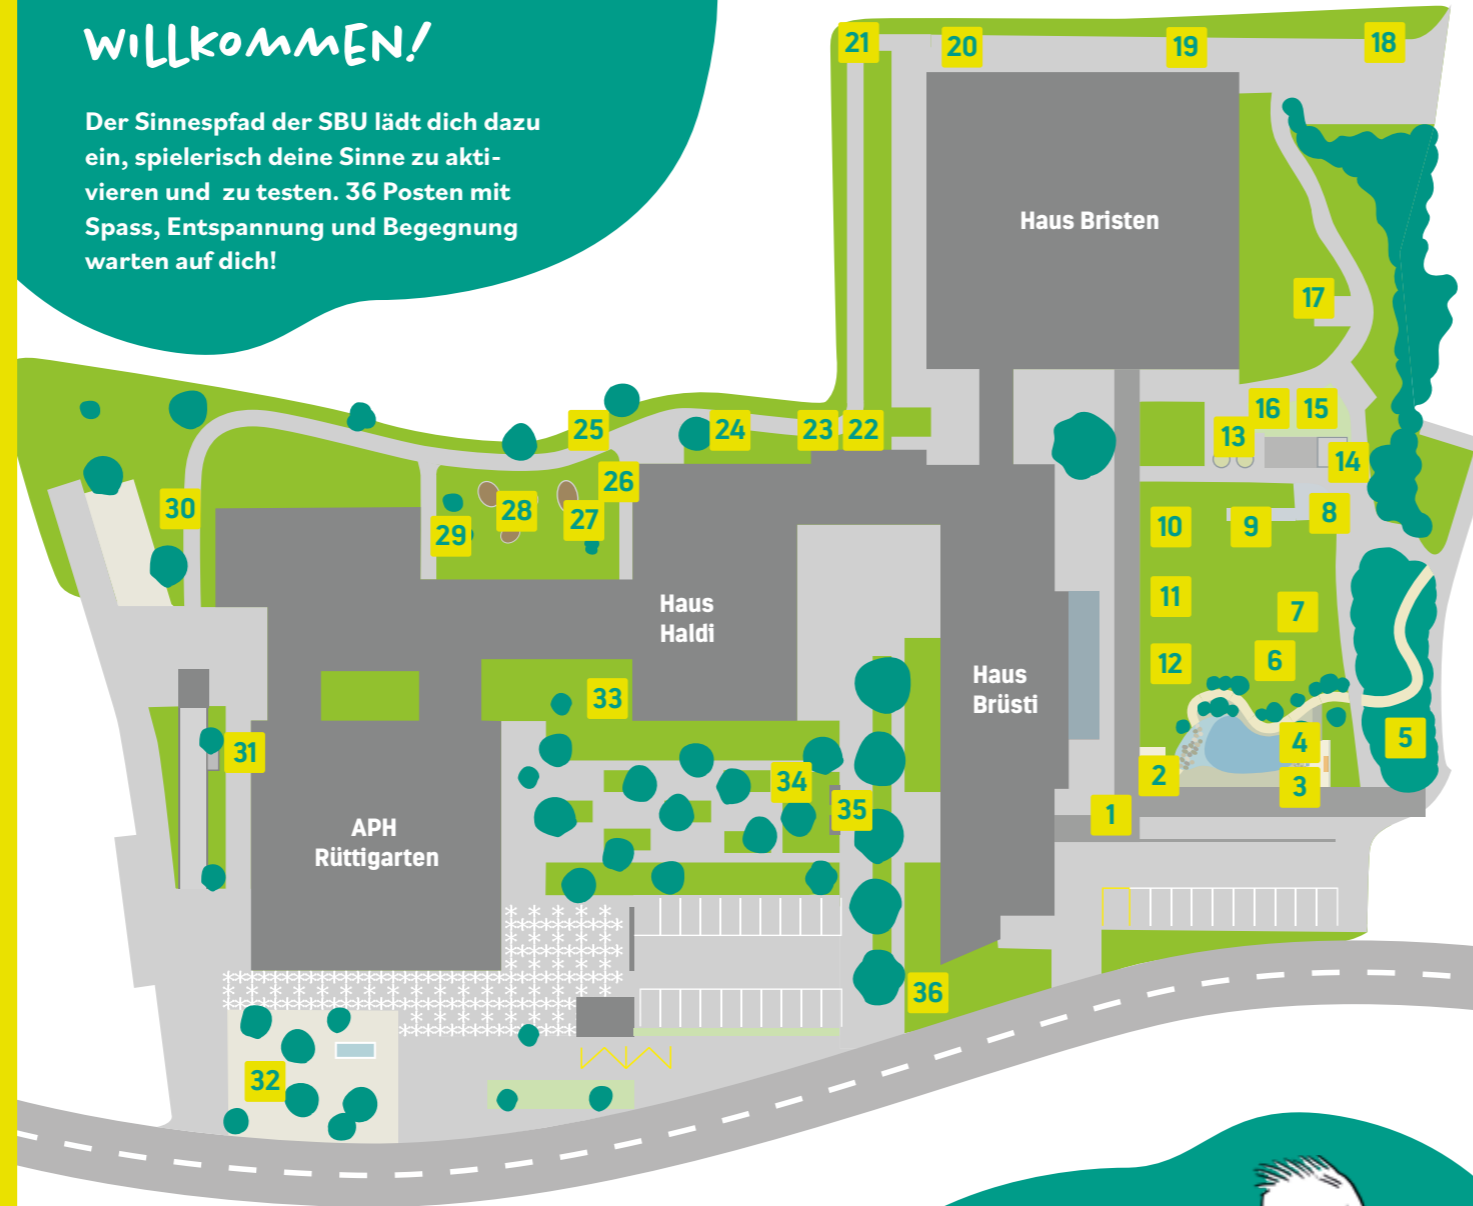 WILLKOMMEN!
Der Sinnespfad der SBU lädt dich dazu
ein, spielerisch deine Sinne zu akti-
vieren und zu testen. 36 Posten mit
Spass, Entspannung und Begegnung
warten auf dich!
21
20
19
18
Haus Bristen
17
16
15
13
14
25
24
23
22
26
30
28
27
29
10
9
8
11
7
12
6
Haus
Haldi
33
Haus
Brüsti
31
34
35
2
4
5
3
1
APH
Rüttigarten
36
32